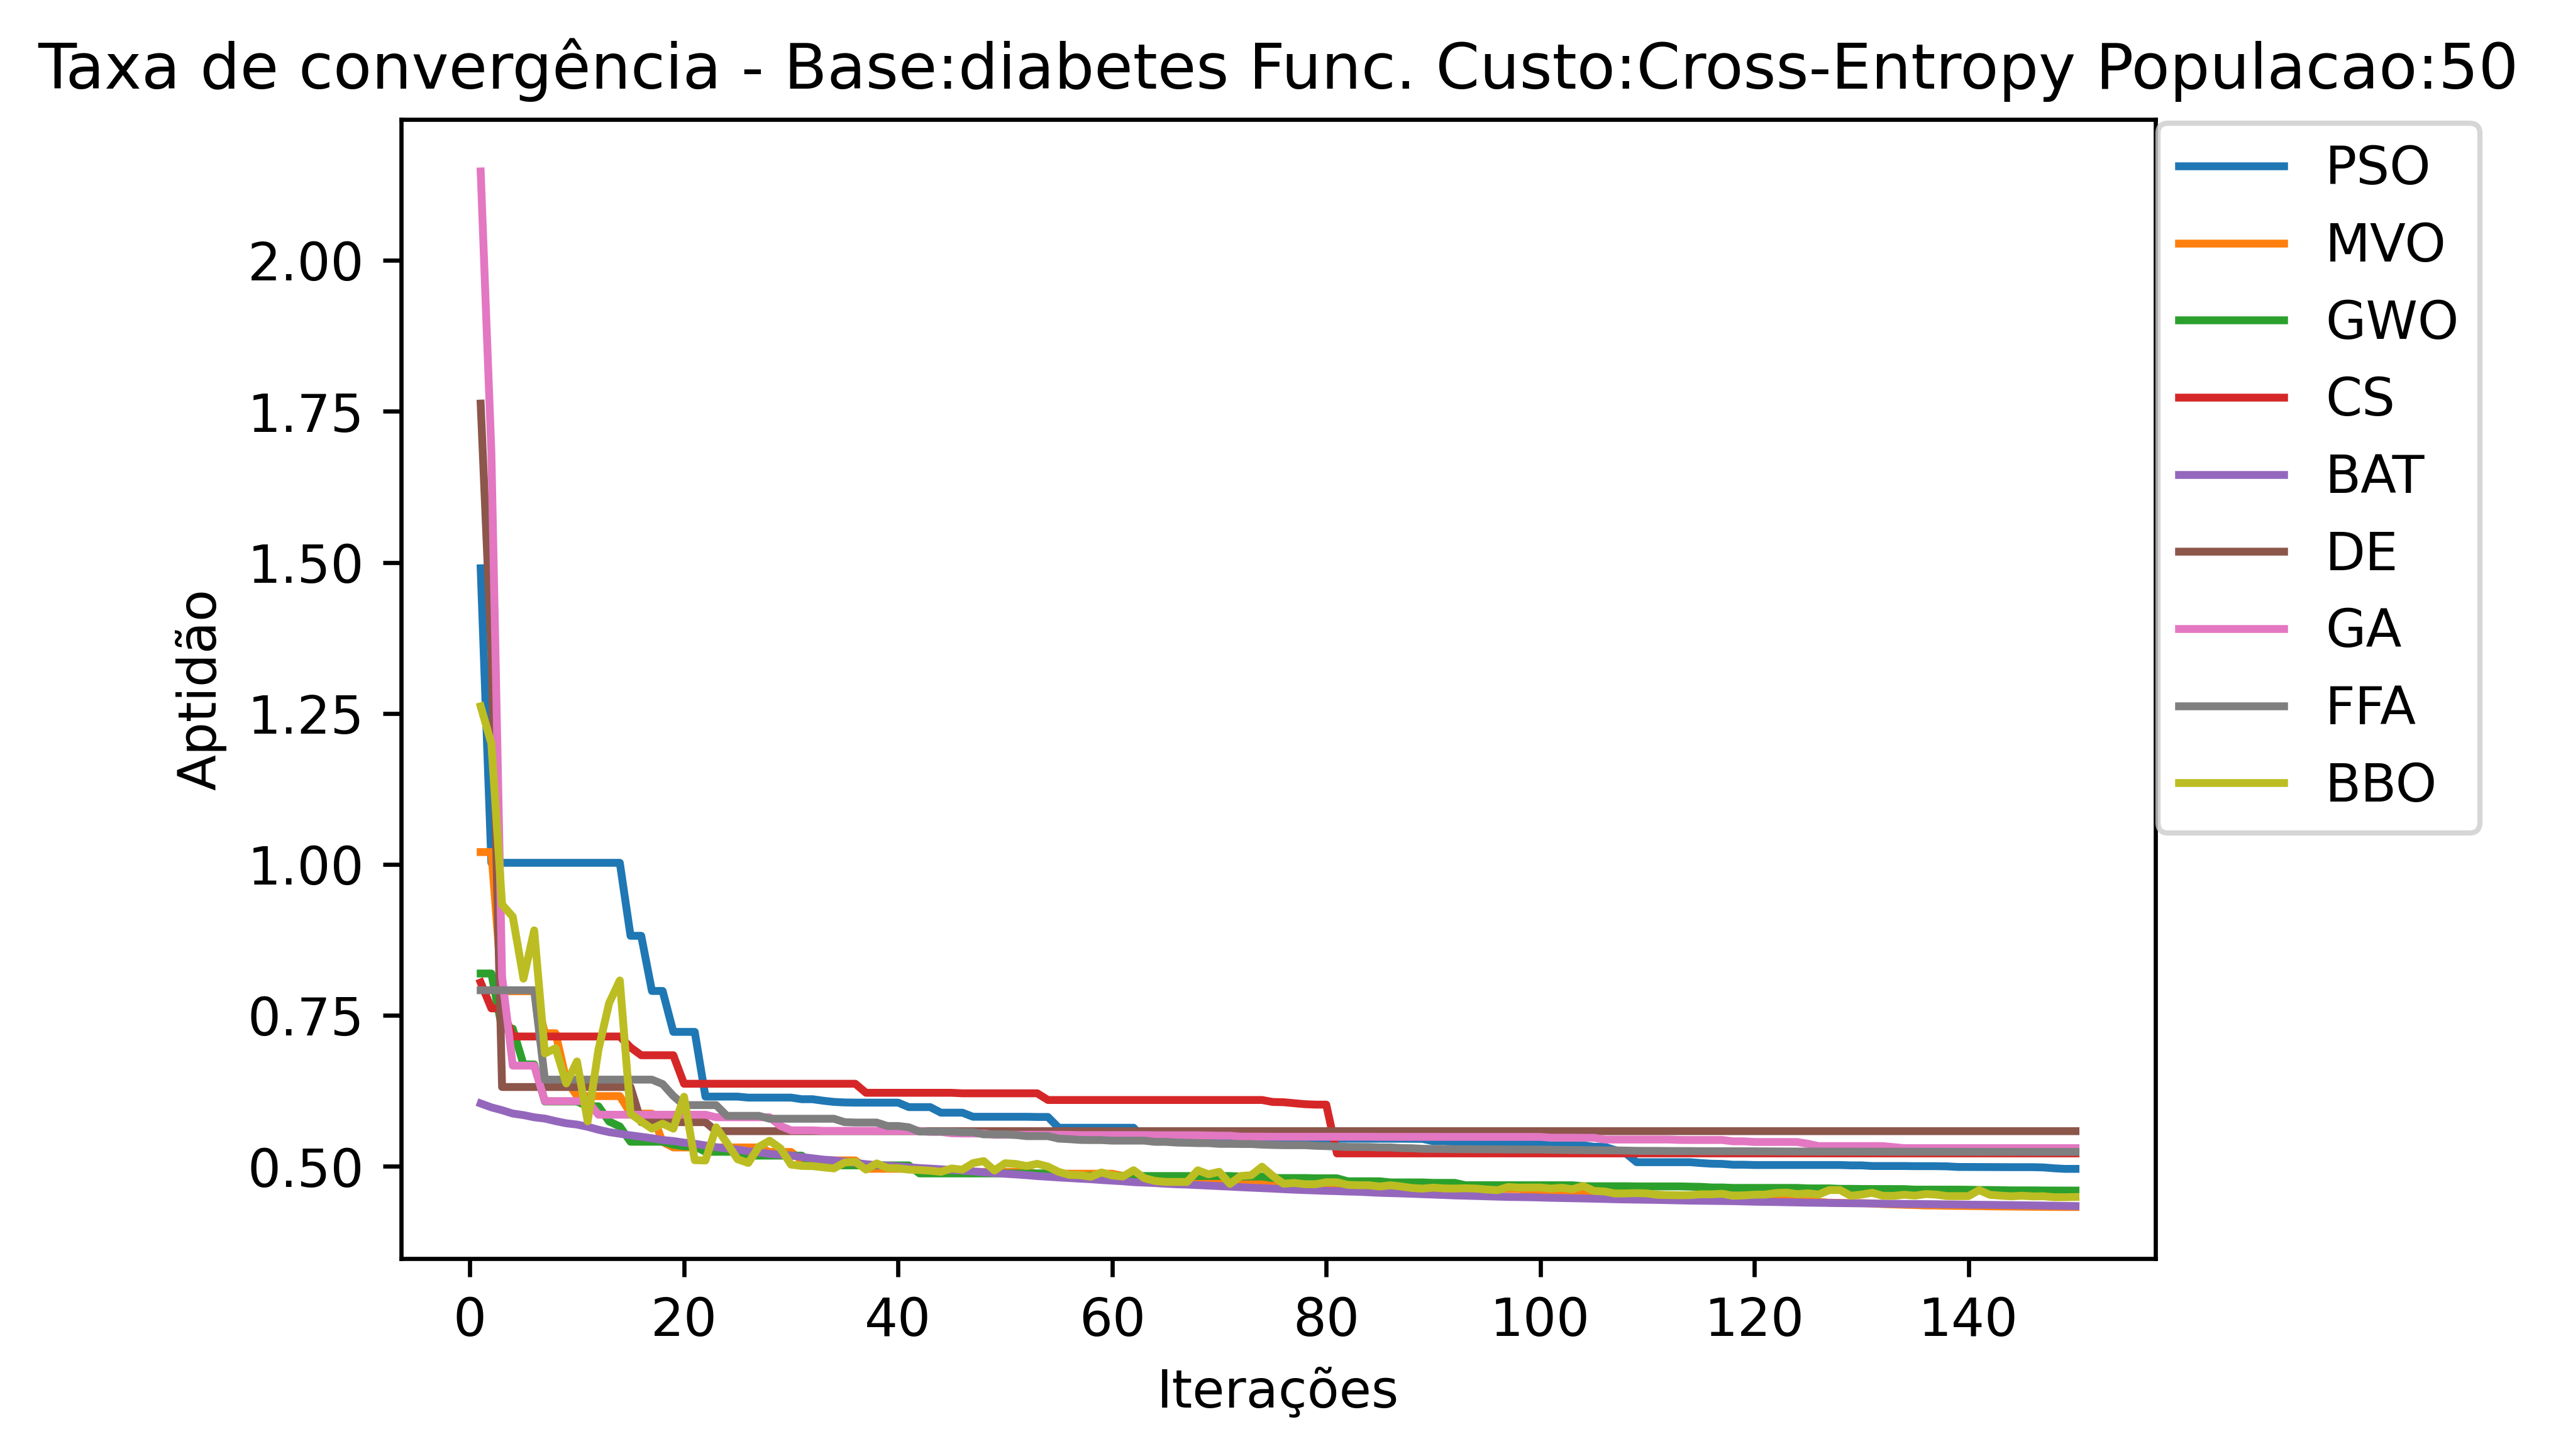 Taxa de convergência - Base:diabetes Func. Custo:Cross-Entropy Populacao:50
PSO
MVO
GWO
CS
BAT
DE
GA
FFA
BBO
Aptidão
2.00
1.75
1.50
1.25
1.00
0.75
0.50
0
20
40
60
80
100
120
140
Iterações